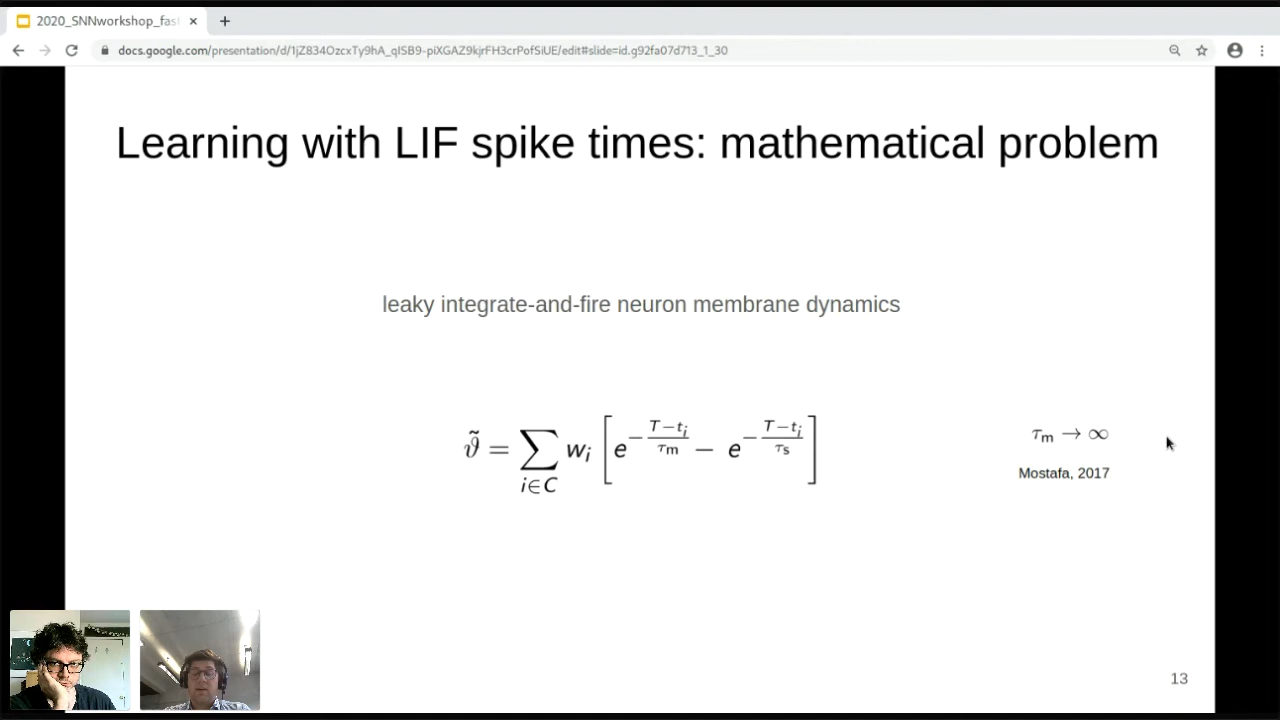 2020_SNNworkshop_fas
docs.google.com/presentation/d/1jZ834OzcxTy9hA_qISB9-piXGAZ9kjrFH3crPofSiUE/edit#slide=id.g92fa07d713_1_30
Learning with LIF spike times: mathematical problem
leaky integrate-and-fire neuron membrane dynamics
ϑ̃ = ∑_{i∈C} w_i [ e^{−(T−t_i)/τ_m} − e^{−(T−t_i)/τ_s} ]
τ_m → ∞
Mostafa, 2017
13